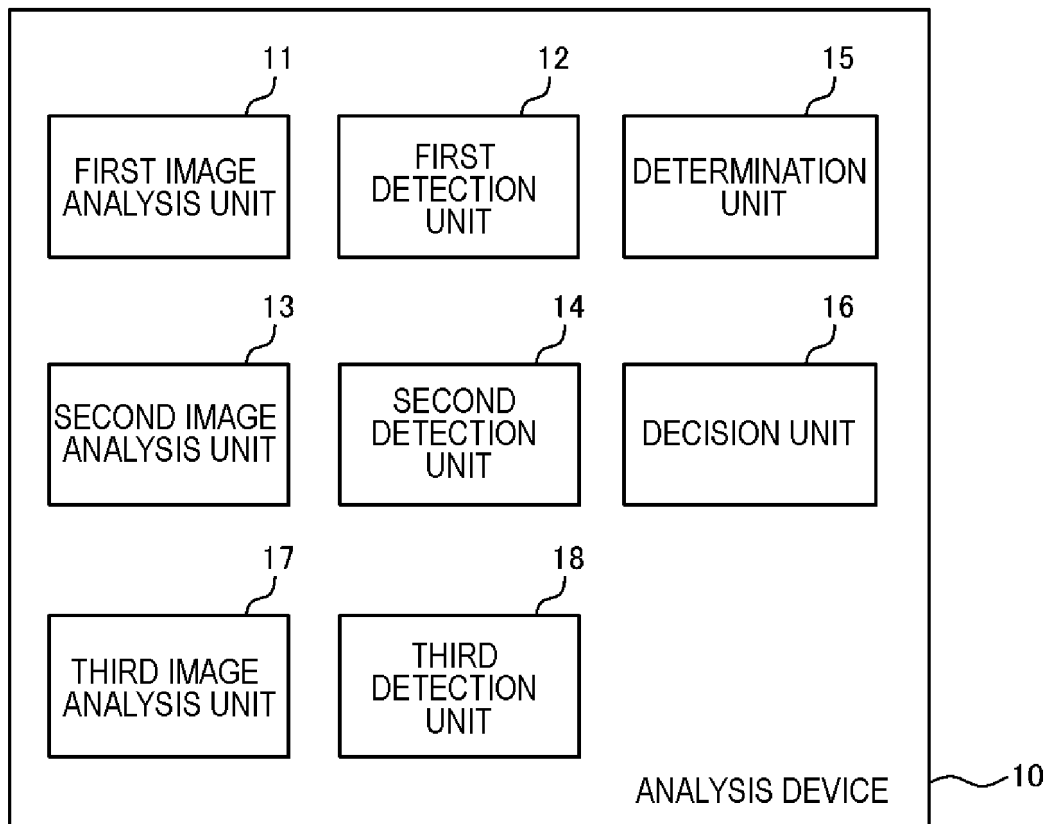 11
FIRST IMAGE
ANALYSIS UNIT
12
FIRST
DETECTION
UNIT
15
DETERMINATION
UNIT
13
SECOND IMAGE
ANALYSIS UNIT
14
SECOND
DETECTION
UNIT
16
DECISION UNIT
17
THIRD IMAGE
ANALYSIS UNIT
18
THIRD
DETECTION
UNIT
ANALYSIS DEVICE
10